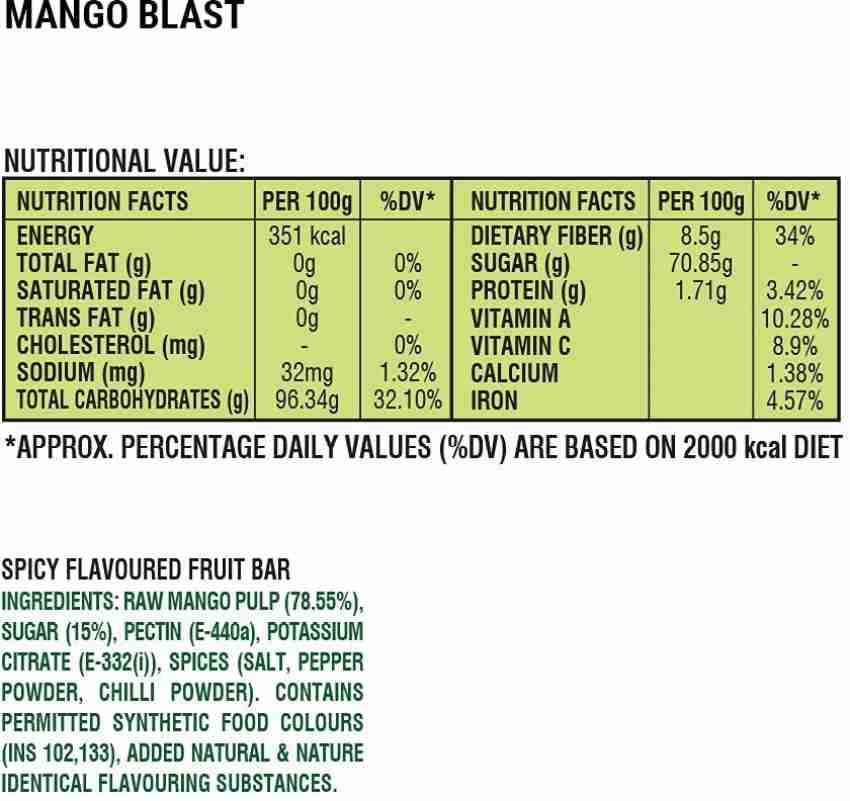 MANGO BLAST
NUTRITIONAL VALUE:
NUTRITION FACTS PER 100g %DV* NUTRITION FACTS PER 100g %DV*
ENERGY 351 kcal DIETARY FIBER (g) 8.5g 34%
TOTAL FAT (g) 0g 0% SUGAR (g) 70.85g -
SATURATED FAT (g) 0g 0% PROTEIN (g) 1.71g 3.42%
TRANS FAT (g) 0g - VITAMIN A 10.28%
CHOLESTEROL (mg) - 0% VITAMIN C 8.9%
SODIUM (mg) 32mg 1.32% CALCIUM 1.38%
TOTAL CARBOHYDRATES (g) 96.34g 32.10% IRON 4.57%
*APPROX. PERCENTAGE DAILY VALUES (%DV) ARE BASED ON 2000 kcal DIET
SPICY FLAVOURED FRUIT BAR
INGREDIENTS: RAW MANGO PULP (78.55%),
SUGAR (15%), PECTIN (E-440a), POTASSIUM
CITRATE (E-332(i)), SPICES (SALT, PEPPER
POWDER, CHILLI POWDER). CONTAINS
PERMITTED SYNTHETIC FOOD COLOURS
(INS 102,133), ADDED NATURAL & NATURE
IDENTICAL FLAVOURING SUBSTANCES.